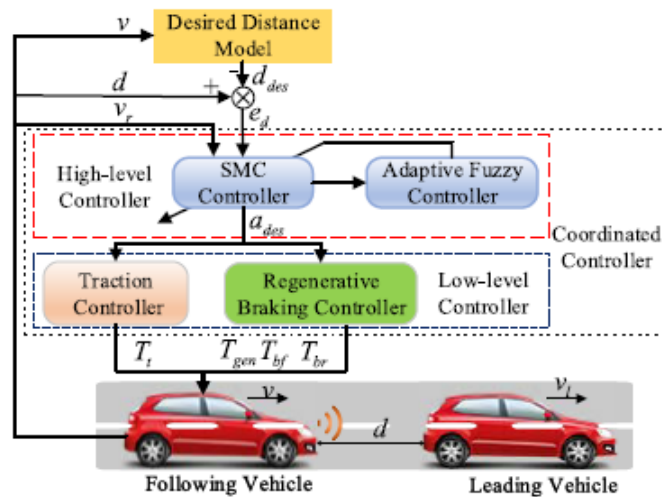 v
Desired Distance
Model
-
d_des
d
+
e_d
v_r
High-level
Controller
SMC
Controller
Adaptive Fuzzy
Controller
a_des
Coordinated
Controller
Traction
Controller
Regenerative
Braking Controller
Low-level
Controller
T_t
T_gen T_bf T_br
v
v_l
d
Following Vehicle
Leading Vehicle